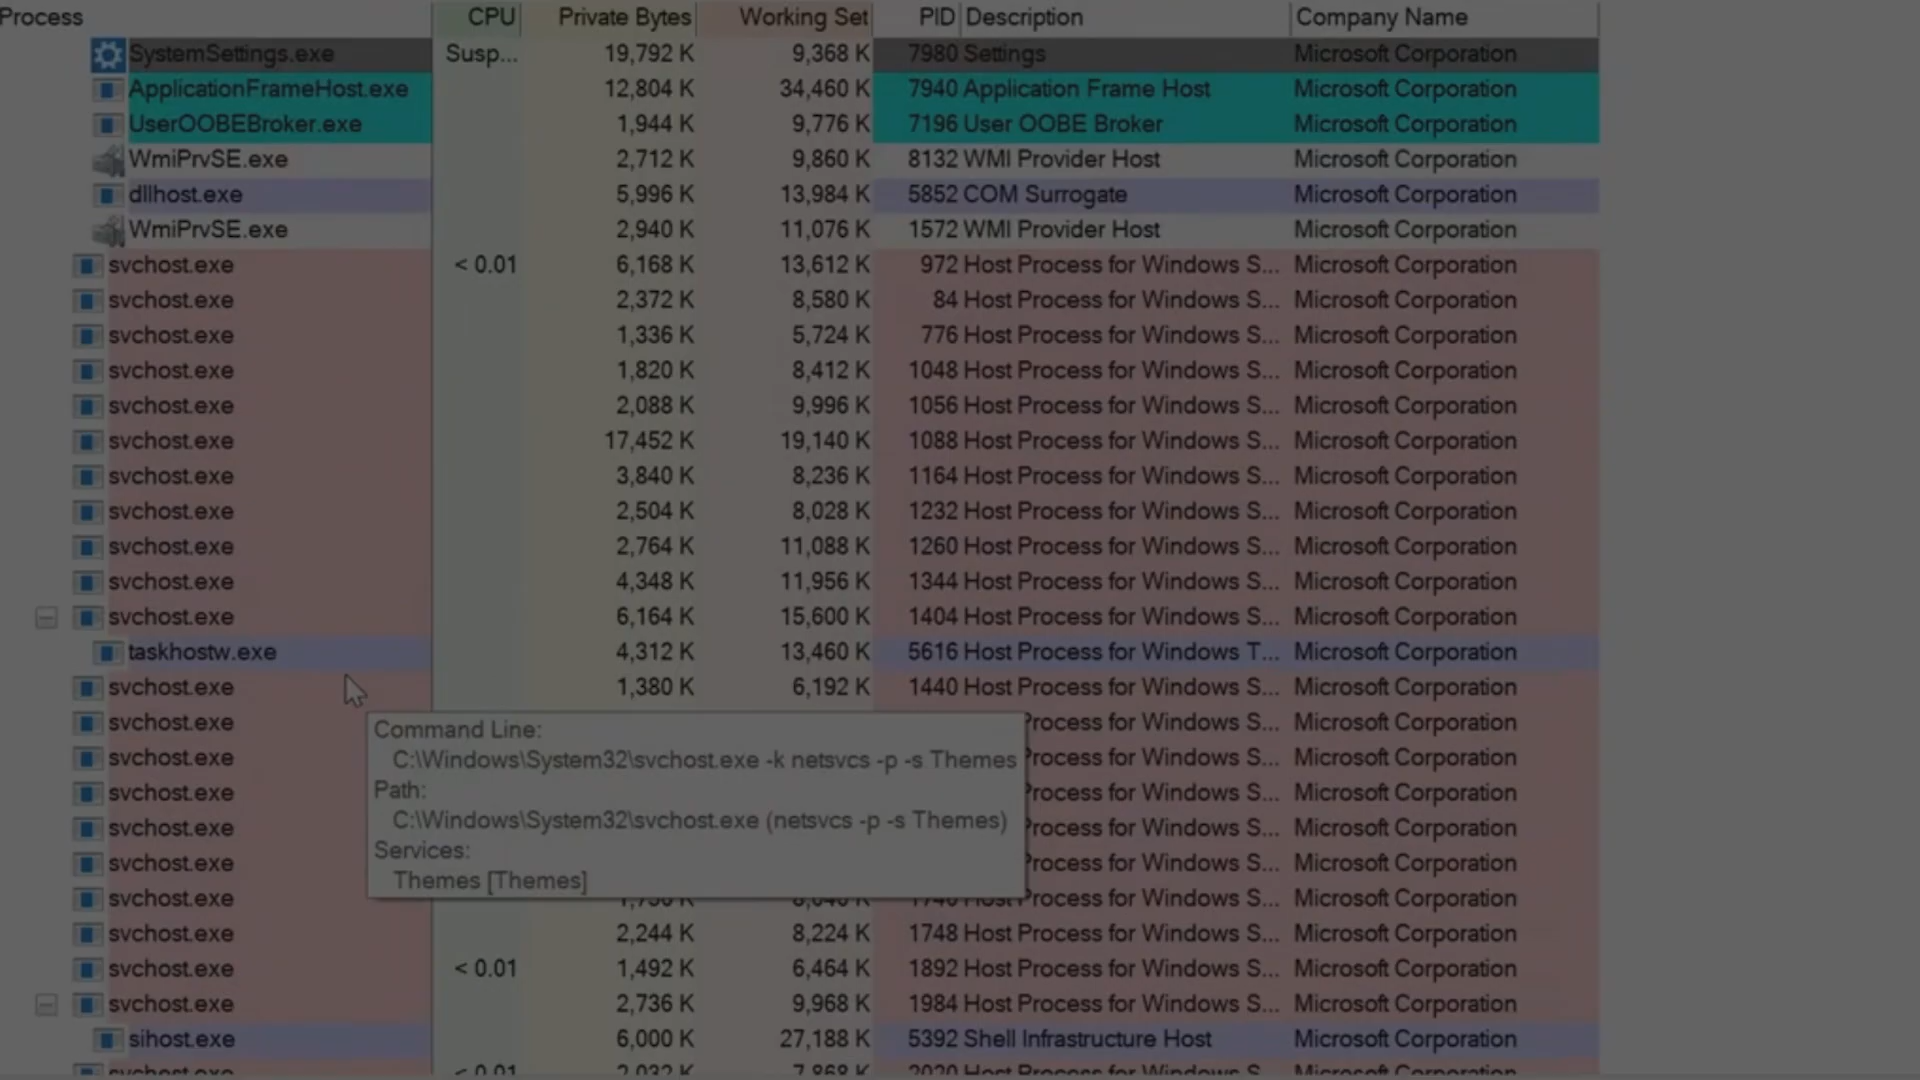 Process CPU Private Bytes Working Set PID Description Company Name
SystemSettings.exe Susp... 19,792 K 9,368 K 7980 Settings Microsoft Corporation
ApplicationFrameHost.exe 12,804 K 34,460 K 7940 Application Frame Host Microsoft Corporation
UserOOBEBroker.exe 1,944 K 9,776 K 7196 User OOBE Broker Microsoft Corporation
WmiPrvSE.exe 2,712 K 9,860 K 8132 WMI Provider Host Microsoft Corporation
dllhost.exe 5,996 K 13,984 K 5852 COM Surrogate Microsoft Corporation
WmiPrvSE.exe 2,940 K 11,076 K 1572 WMI Provider Host Microsoft Corporation
svchost.exe < 0.01 6,168 K 13,612 K 972 Host Process for Windows S... Microsoft Corporation
svchost.exe 2,372 K 8,580 K 84 Host Process for Windows S... Microsoft Corporation
svchost.exe 1,336 K 5,724 K 776 Host Process for Windows S... Microsoft Corporation
svchost.exe 1,820 K 8,412 K 1048 Host Process for Windows S... Microsoft Corporation
svchost.exe 2,088 K 9,996 K 1056 Host Process for Windows S... Microsoft Corporation
svchost.exe 17,452 K 19,140 K 1088 Host Process for Windows S... Microsoft Corporation
svchost.exe 3,840 K 8,236 K 1164 Host Process for Windows S... Microsoft Corporation
svchost.exe 2,504 K 8,028 K 1232 Host Process for Windows S... Microsoft Corporation
svchost.exe 2,764 K 11,088 K 1260 Host Process for Windows S... Microsoft Corporation
svchost.exe 4,348 K 11,956 K 1344 Host Process for Windows S... Microsoft Corporation
svchost.exe 6,164 K 15,600 K 1404 Host Process for Windows S... Microsoft Corporation
taskhostw.exe 4,312 K 13,460 K 5616 Host Process for Windows T... Microsoft Corporation
svchost.exe 1,380 K 6,192 K 1440 Host Process for Windows S... Microsoft Corporation
svchost.exe Process for Windows S... Microsoft Corporation
Command Line:
svchost.exe Process for Windows S... Microsoft Corporation
C:\Windows\System32\svchost.exe -k netsvcs -p -s Themes
svchost.exe Process for Windows S... Microsoft Corporation
Path:
svchost.exe Process for Windows S... Microsoft Corporation
C:\Windows\System32\svchost.exe (netsvcs -p -s Themes)
svchost.exe Process for Windows S... Microsoft Corporation
Services:
Themes [Themes]
svchost.exe Process for Windows S... Microsoft Corporation
svchost.exe 2,244 K 8,224 K 1748 Host Process for Windows S... Microsoft Corporation
svchost.exe < 0.01 1,492 K 6,464 K 1892 Host Process for Windows S... Microsoft Corporation
svchost.exe 2,736 K 9,968 K 1984 Host Process for Windows S... Microsoft Corporation
sihost.exe 6,000 K 27,188 K 5392 Shell Infrastructure Host Microsoft Corporation